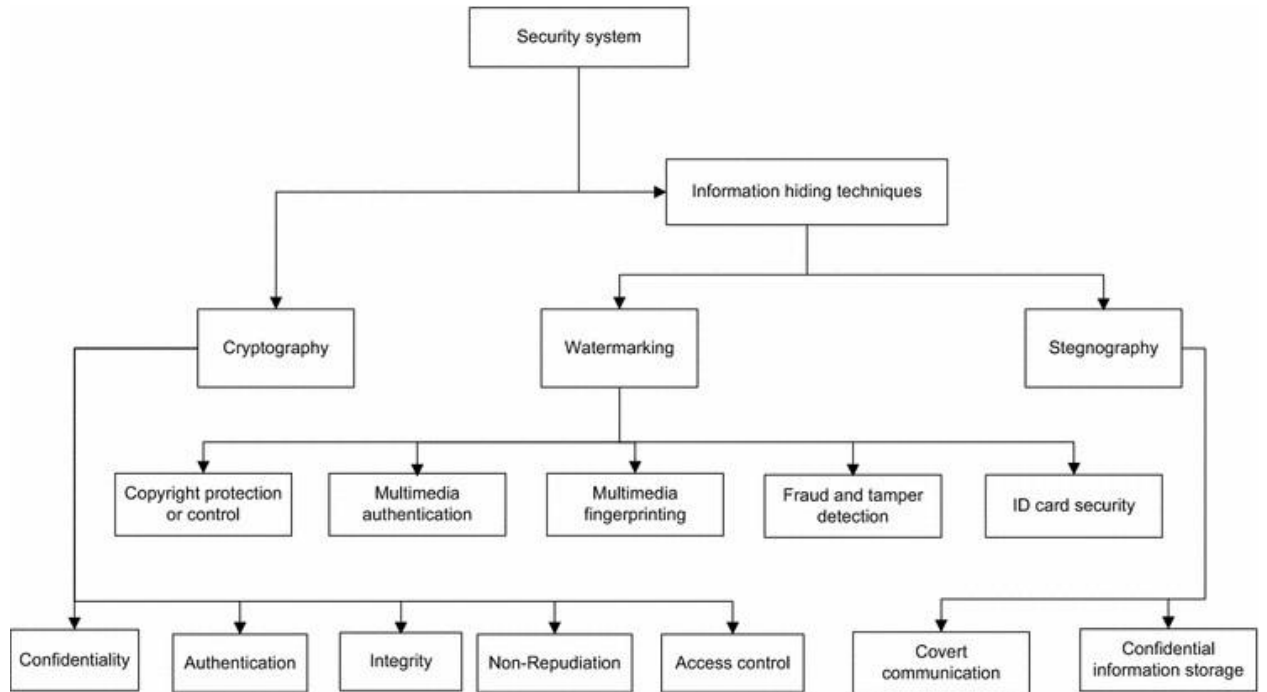 Security system
Information hiding techniques
Cryptography
Watermarking
Stegnography
Copyright protection
or control
Multimedia
authentication
Multimedia
fingerprinting
Fraud and tamper
detection
ID card security
Confidentiality
Authentication
Integrity
Non-Repudiation
Access control
Covert
communication
Confidential
information storage